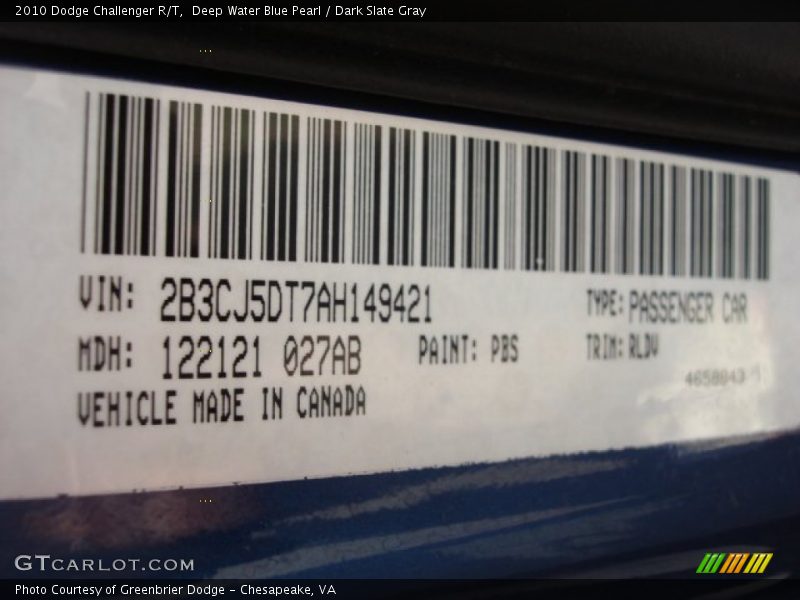 2010 Dodge Challenger R/T,  Deep Water Blue Pearl / Dark Slate Gray
VIN: 2B3CJ5DT7AH149421 TYPE: PASSENGER CAR
MDH: 122121 027AB PAINT: PBS TRIM: RLDV
VEHICLE MADE IN CANADA
GTCARLOT.COM
Photo Courtesy of Greenbrier Dodge - Chesapeake, VA